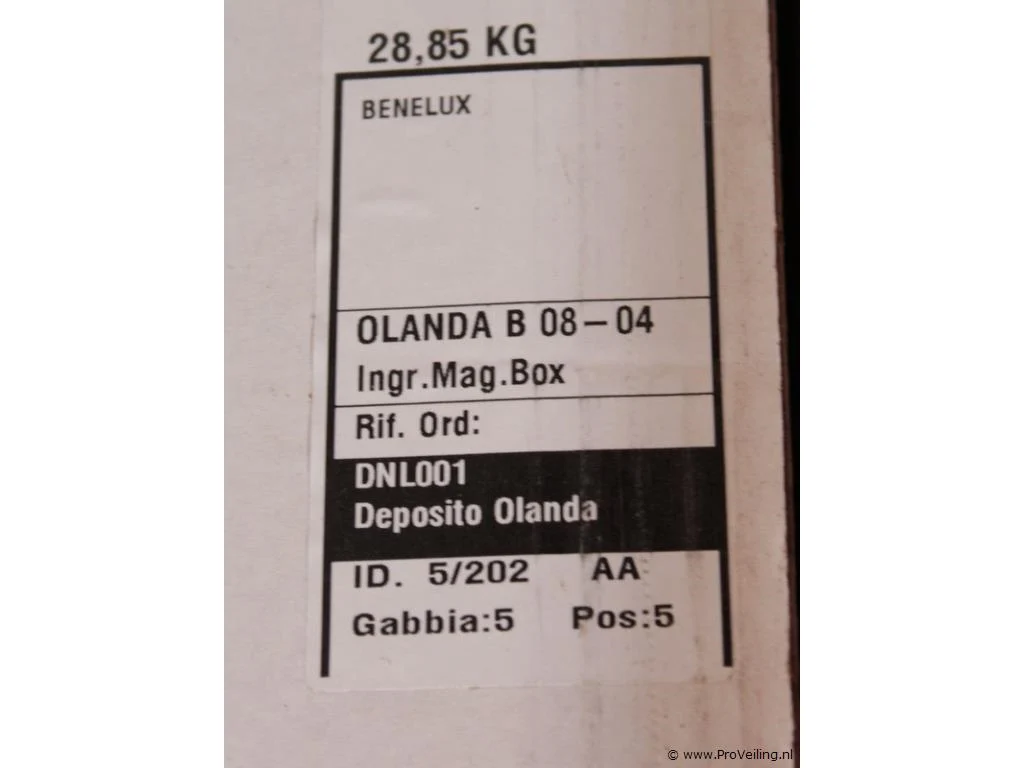 28,85 KG
BENELUX
OLANDA B 08–04
Ingr.Mag.Box
Rif. Ord:
DNL001
Deposito Olanda
ID. 5/202 AA
Gabbia:5 Pos:5
© www.ProVeiling.nl